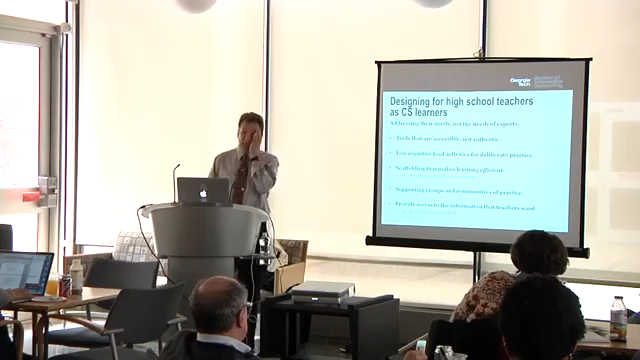 Georgia
Tech
Designing for high school teachers
as CS learners
Addressing their needs, not the needs of experts.
• Tools that are accessible, not authentic.
• Low cognitive load activities for deliberate practice.
• Scaffolding that makes learning efficient.
• Supporting groups and communities of practice.
• Provide access to the information that teachers want.